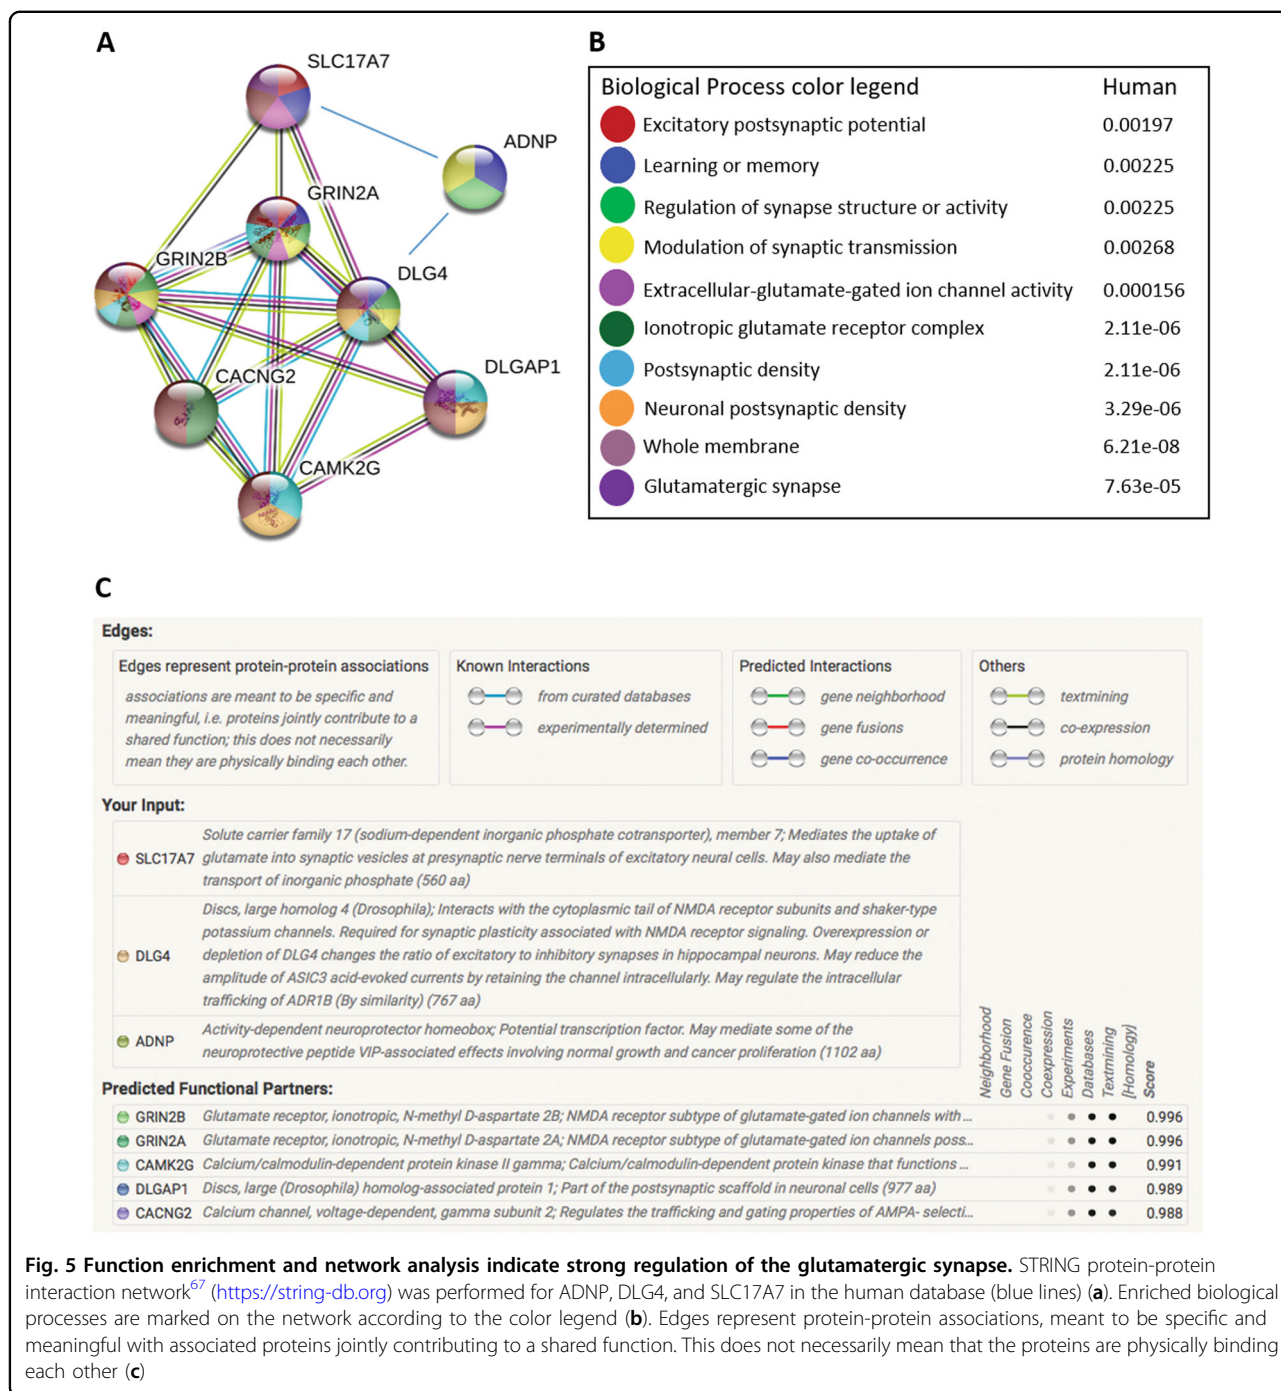 A
SLC17A7
ADNP
GRIN2A
GRIN2B
DLG4
CACNG2
DLGAP1
CAMK2G
B
Biological Process color legend Human
Excitatory postsynaptic potential 0.00197
Learning or memory 0.00225
Regulation of synapse structure or activity 0.00225
Modulation of synaptic transmission 0.00268
Extracellular-glutamate-gated ion channel activity 0.000156
Ionotropic glutamate receptor complex 2.11e-06
Postsynaptic density 2.11e-06
Neuronal postsynaptic density 3.29e-06
Whole membrane 6.21e-08
Glutamatergic synapse 7.63e-05
C
Edges:
Edges represent protein-protein associations
associations are meant to be specific and
meaningful, i.e. proteins jointly contribute to a
shared function; this does not necessarily
mean they are physically binding each other.
Known Interactions
from curated databases
experimentally determined
Predicted Interactions
gene neighborhood
gene fusions
gene co-occurrence
Others
textmining
co-expression
protein homology
Your Input:
SLC17A7
Solute carrier family 17 (sodium-dependent inorganic phosphate cotransporter), member 7; Mediates the uptake of
glutamate into synaptic vesicles at presynaptic nerve terminals of excitatory neural cells. May also mediate the
transport of inorganic phosphate (560 aa)
DLG4
Discs, large homolog 4 (Drosophila); Interacts with the cytoplasmic tail of NMDA receptor subunits and shaker-type
potassium channels. Required for synaptic plasticity associated with NMDA receptor signaling. Overexpression or
depletion of DLG4 changes the ratio of excitatory to inhibitory synapses in hippocampal neurons. May reduce the
amplitude of ASIC3 acid-evoked currents by retaining the channel intracellularly. May regulate the intracellular
trafficking of ADR1B (By similarity) (767 aa)
ADNP
Activity-dependent neuroprotector homeobox; Potential transcription factor. May mediate some of the
neuroprotective peptide VIP-associated effects involving normal growth and cancer proliferation (1102 aa)
Neighborhood
Gene Fusion
Cooccurence
Coexpression
Experiments
Databases
Textmining
[Homology]
Score
Predicted Functional Partners:
GRIN2B Glutamate receptor, ionotropic, N-methyl D-aspartate 2B; NMDA receptor subtype of glutamate-gated ion channels with ... 0.996
GRIN2A Glutamate receptor, ionotropic, N-methyl D-aspartate 2A; NMDA receptor subtype of glutamate-gated ion channels poss... 0.996
CAMK2G Calcium/calmodulin-dependent protein kinase II gamma; Calcium/calmodulin-dependent protein kinase that functions ... 0.991
DLGAP1 Discs, large (Drosophila) homolog-associated protein 1; Part of the postsynaptic scaffold in neuronal cells (977 aa) 0.989
CACNG2 Calcium channel, voltage-dependent, gamma subunit 2; Regulates the trafficking and gating properties of AMPA- selecti... 0.988
Fig. 5 Function enrichment and network analysis indicate strong regulation of the glutamatergic synapse. STRING protein-protein
interaction network67 (https://string-db.org) was performed for ADNP, DLG4, and SLC17A7 in the human database (blue lines) (a). Enriched biological
processes are marked on the network according to the color legend (b). Edges represent protein-protein associations, meant to be specific and
meaningful with associated proteins jointly contributing to a shared function. This does not necessarily mean that the proteins are physically binding
each other (c)